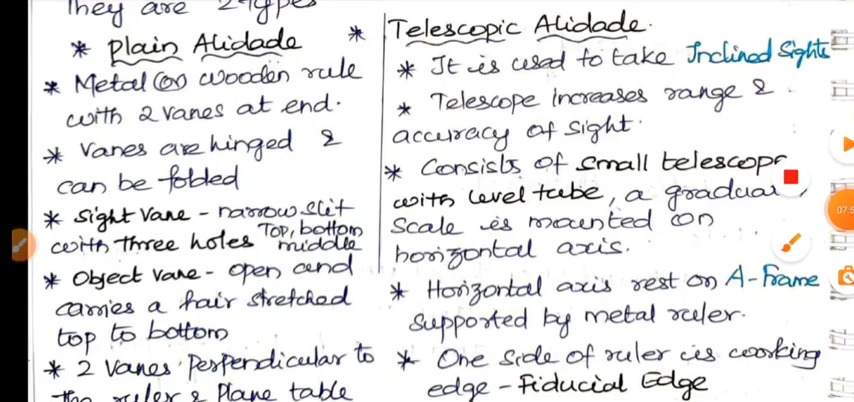 They are 2 types
* Plain Alidade
* Metal (or) wooden rule
with 2 vanes at end.
* Vanes are hinged &
can be folded
* Sight Vane - narrow slit
with three holes Top, bottom
middle
* Object Vane - open and
carries a hair stretched
top to bottom
* 2 Vanes perpendicular to
the ruler & Plane table
* Telescopic Alidade.
* It is used to take Inclined Sights
* Telescope increases range &
accuracy of sight.
* Consists of small telescope
with level tube, a graduat
Scale is mounted on
horizontal axis.
* Horizontal axis rest on A-Frame
supported by metal ruler.
* One side of ruler is working
edge - Fiducial Edge
07:5